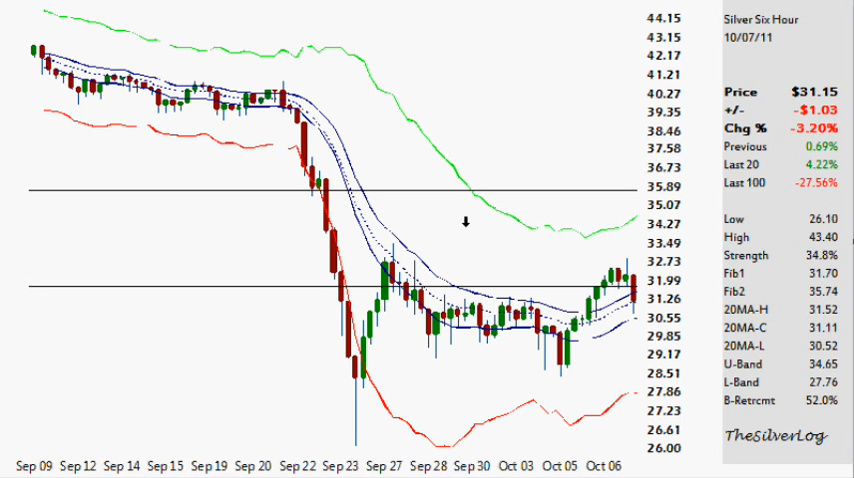 44.15
43.15
42.17
41.21
40.27
39.35
38.46
37.58
36.73
35.89
35.07
34.27
33.49
32.73
31.99
31.26
30.55
29.85
29.17
28.51
27.86
27.23
26.61
26.00
Sep 09 Sep 12 Sep 14 Sep 15 Sep 19 Sep 20 Sep 22 Sep 23 Sep 27 Sep 28 Sep 30 Oct 03 Oct 05 Oct 06
Silver Six Hour
10/07/11
Price $31.15
+/- -$1.03
Chg % -3.20%
Previous 0.69%
Last 20 4.22%
Last 100 -27.56%
Low 26.10
High 43.40
Strength 34.8%
Fib1 31.70
Fib2 35.74
20MA-H 31.52
20MA-C 31.11
20MA-L 30.52
U-Band 34.65
L-Band 27.76
B-Retrcmt 52.0%
TheSilverLog